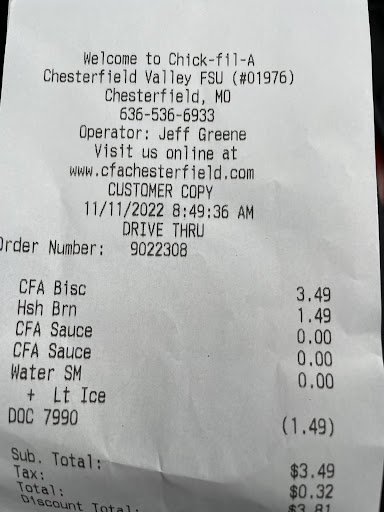 Welcome to Chick-fil-A
Chesterfield Valley FSU (#01976)
Chesterfield, MO
636-536-6933
Operator: Jeff Greene
Visit us online at
www.cfachesterfield.com
CUSTOMER COPY
11/11/2022 8:49:36 AM
DRIVE THRU
Order Number: 9022308
CFA Bisc 3.49
Hsh Brn 1.49
CFA Sauce 0.00
CFA Sauce 0.00
Water SM 0.00
+ Lt Ice
DOC 7990 (1.49)
Sub. Total: $3.49
Tax: $0.32
Total: $3.81
Discount Total: